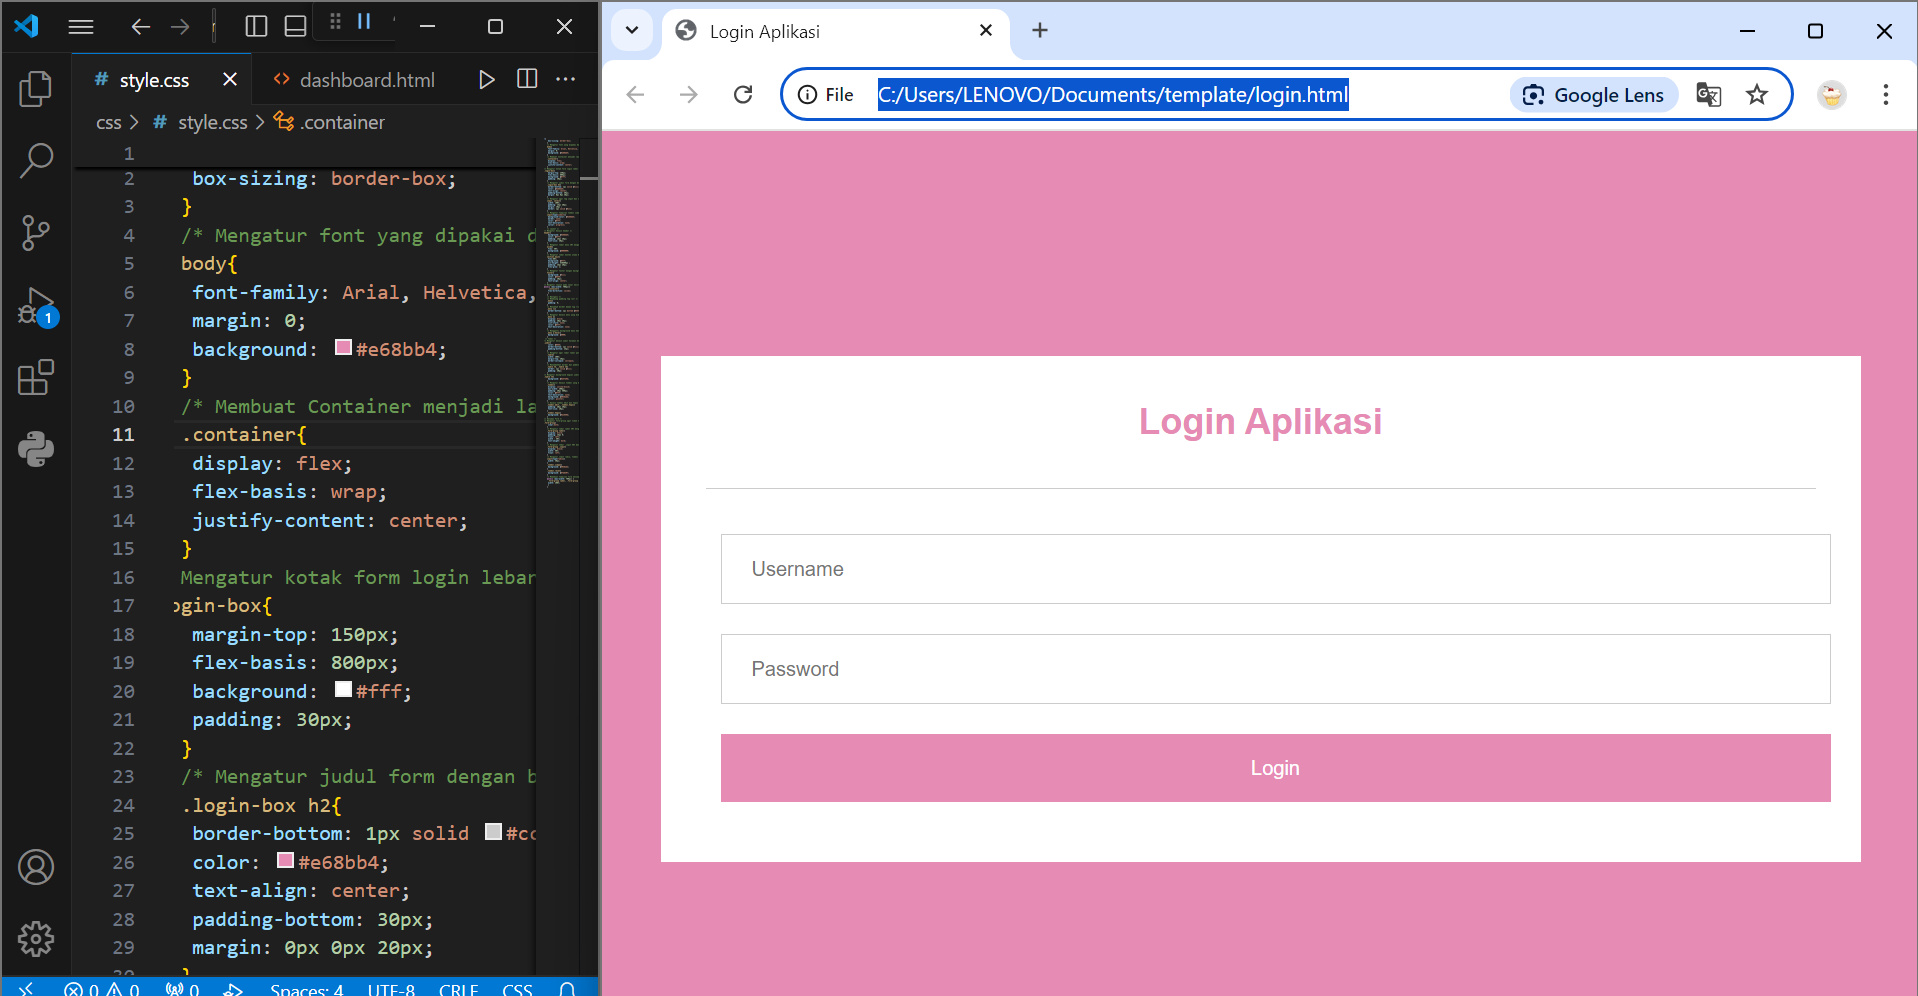 style.css
dashboard.html
css > # style.css > .container
1
2 box-sizing: border-box;
3 }
4 /* Mengatur font yang dipakai d
5 body{
6 font-family: Arial, Helvetica,
7 margin: 0;
8 background: #e68bb4;
9 }
10 /* Membuat Container menjadi la
11 .container{
12 display: flex;
13 flex-basis: wrap;
14 justify-content: center;
15 }
16 Mengatur kotak form login lebar
17 ogin-box{
18 margin-top: 150px;
19 flex-basis: 800px;
20 background: #fff;
21 padding: 30px;
22 }
23 /* Mengatur judul form dengan b
24 .login-box h2{
25 border-bottom: 1px solid #cc
26 color: #e68bb4;
27 text-align: center;
28 padding-bottom: 30px;
29 margin: 0px 0px 20px;
30 }
1
0 0 0 Spaces: 4 UTF-8 CRLF CSS
Login Aplikasi
File C:/Users/LENOVO/Documents/template/login.html Google Lens
Login Aplikasi
Username
Password
Login